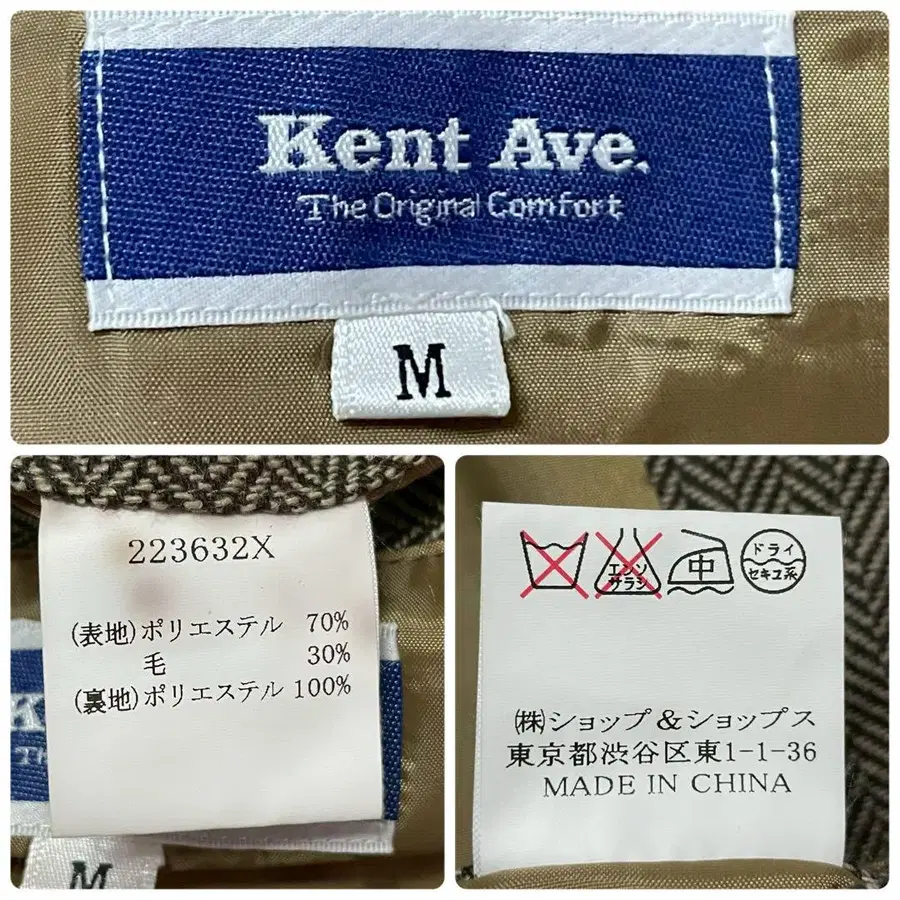 Kent Ave.
The Original Comfort
M
223632X
(表地)ポリエステル 70%
毛 30%
(裏地)ポリエステル 100%
K
Th
M
エンソ
サラシ
中
ドライ
セキユ系
(株)ショップ&ショップス
東京都渋谷区東1-1-36
MADE IN CHINA